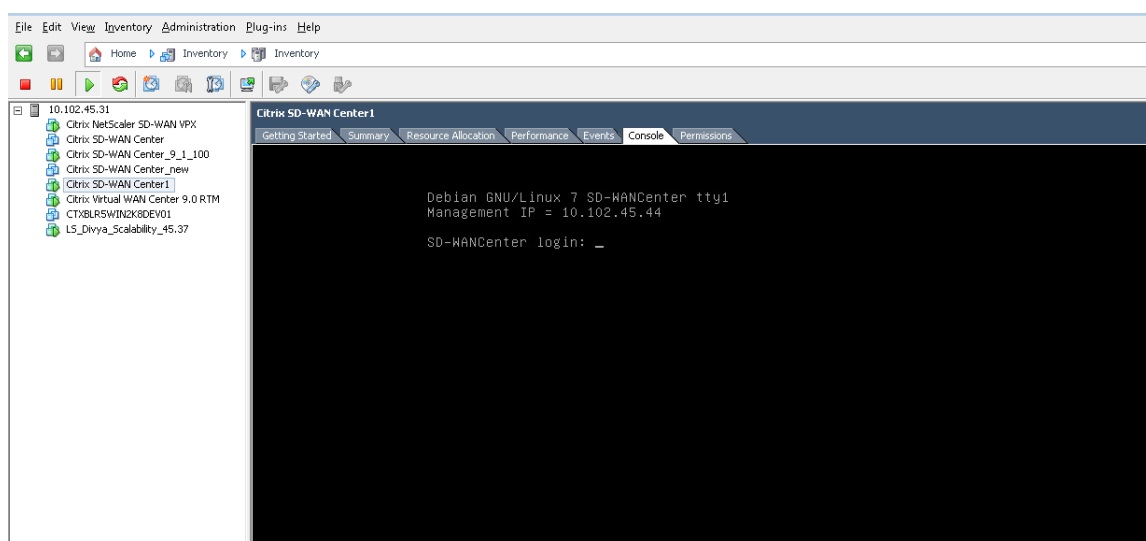 File Edit View Inventory Administration Plug-ins Help
Home Inventory Inventory
10.102.45.31
Citrix NetScaler SD-WAN VPX
Citrix SD-WAN Center
Citrix SD-WAN Center_9_1_100
Citrix SD-WAN Center_new
Citrix SD-WAN Center1
Citrix Virtual WAN Center 9.0 RTM
CTXBLR5WIN2K8DEV01
LS_Divya_Scalability_45.37
Citrix SD-WAN Center1
Getting Started Summary Resource Allocation Performance Events Console Permissions
Debian GNU/Linux 7 SD-WANCenter tty1
Management IP = 10.102.45.44
SD-WANCenter login: _